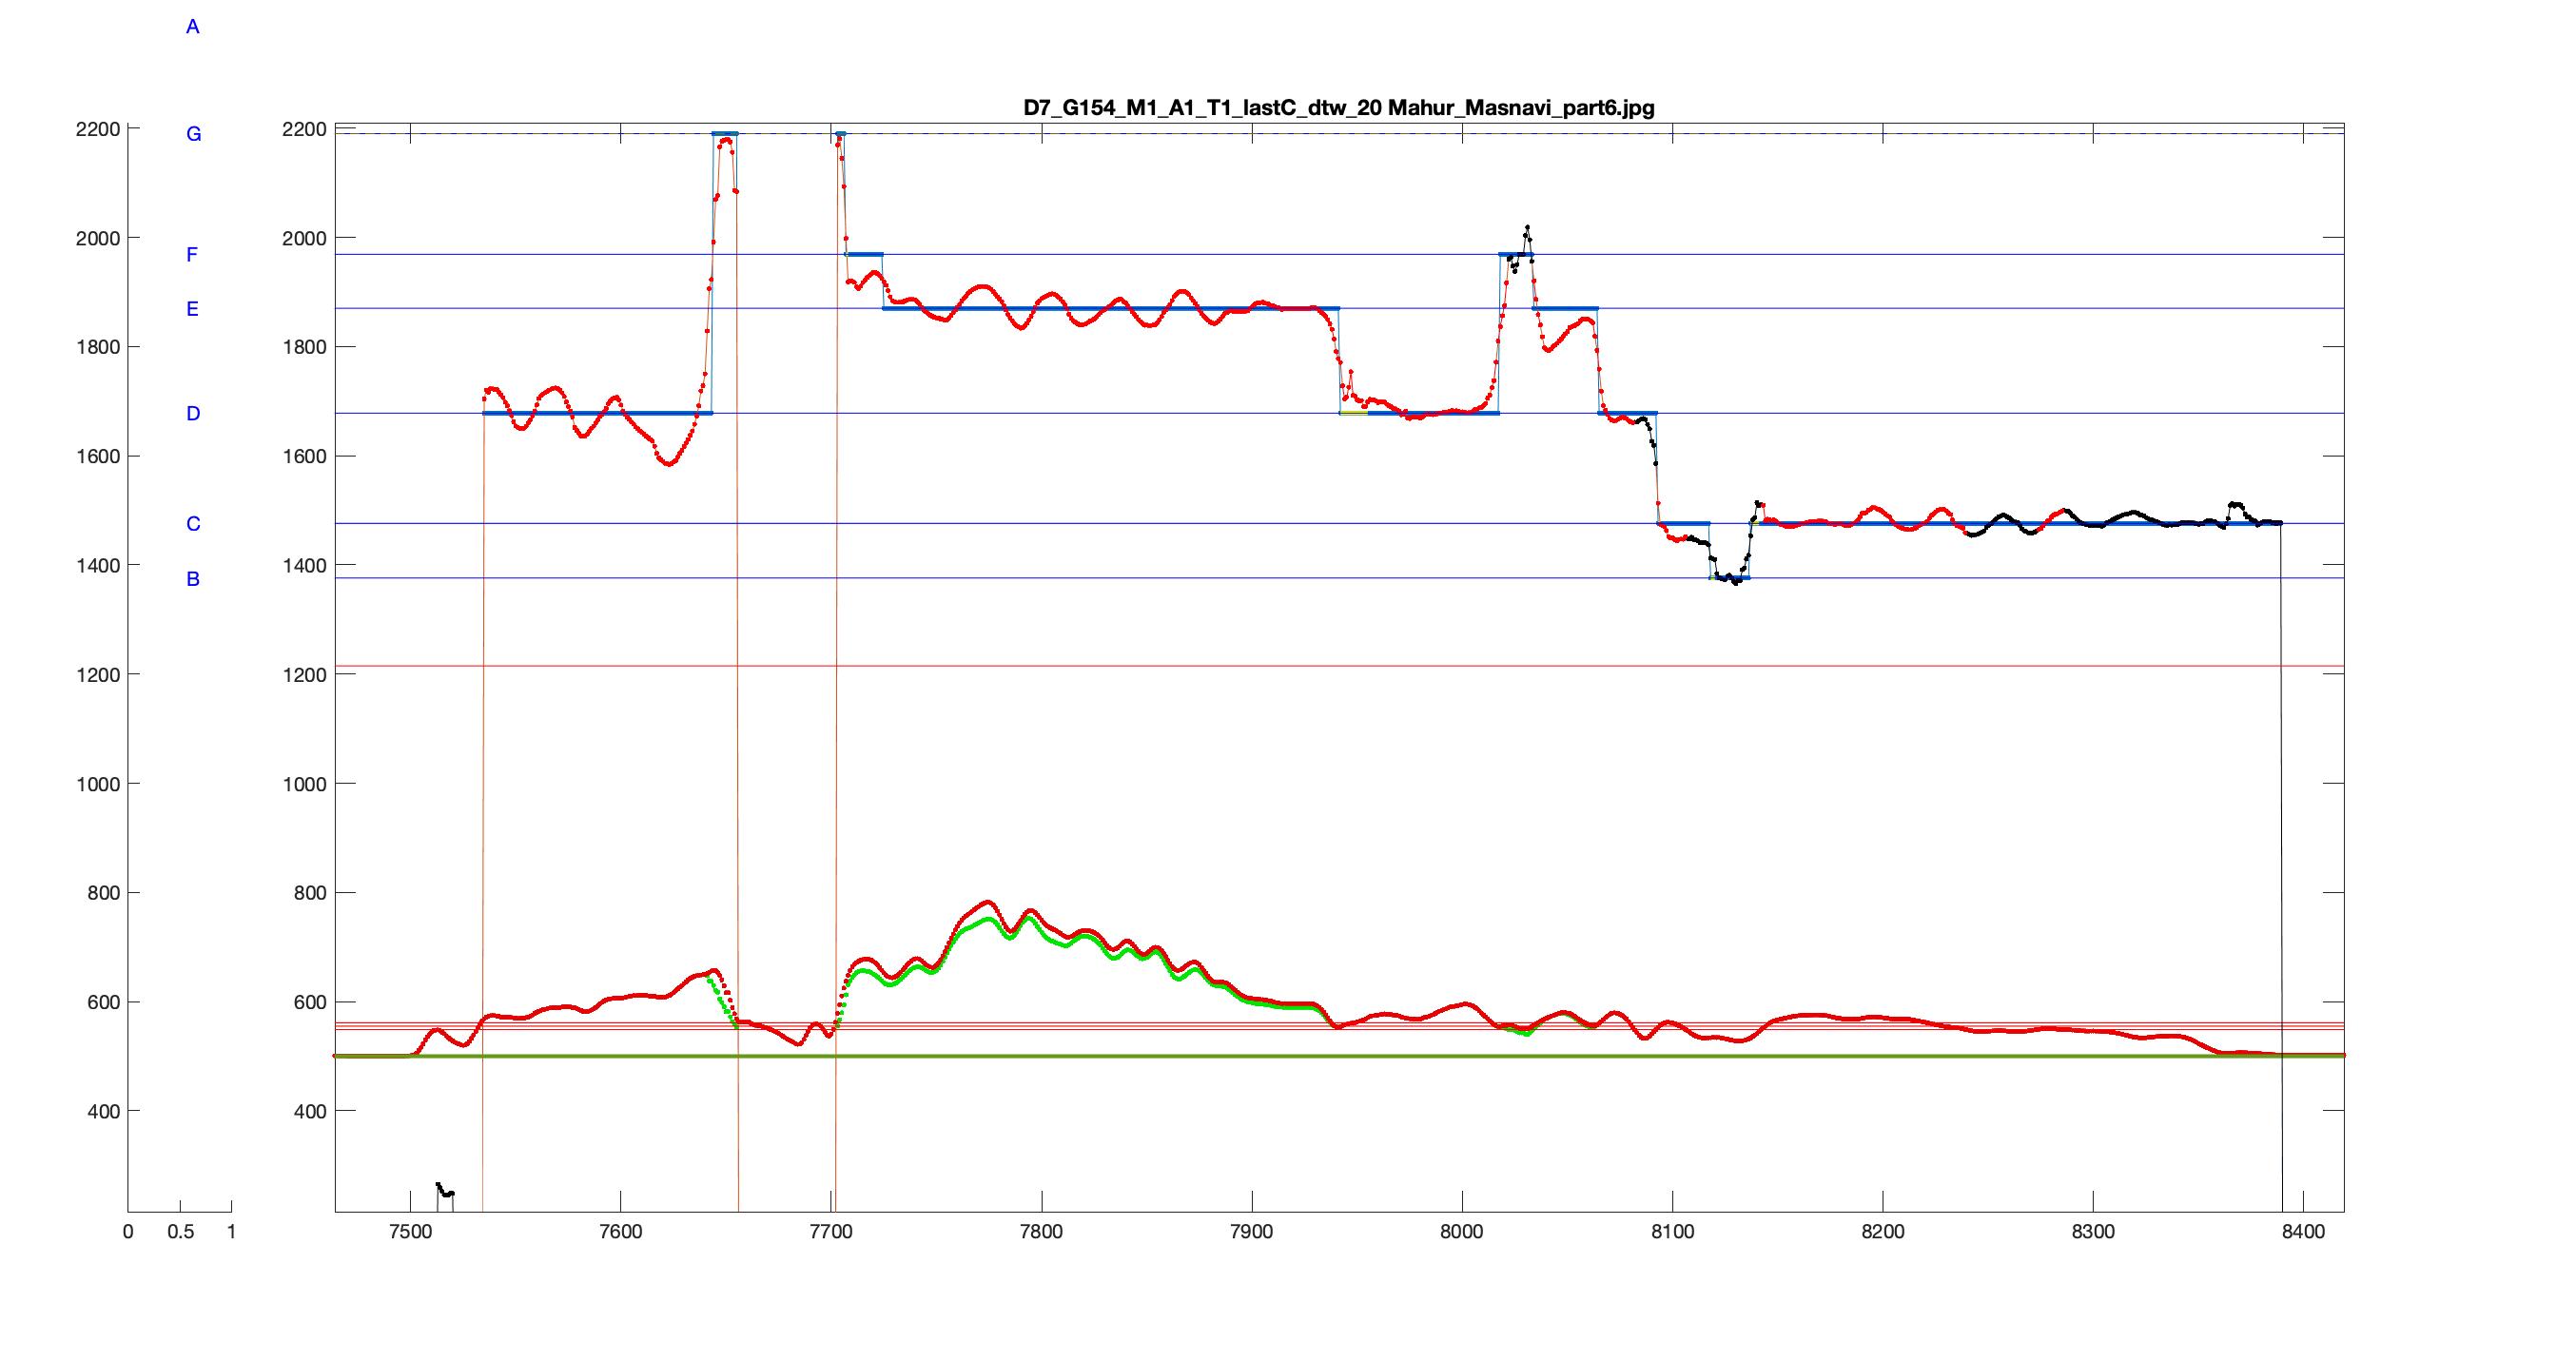 A
D7_G154_M1_A1_T1_lastC_dtw_20 Mahur_Masnavi_part6.jpg
2200 G 2200
2000 F 2000
E
1800 1800
D
1600 1600
C
1400 B 1400
1200 1200
1000 1000
800 800
600 600
400 400
0 0.5 1 7500 7600 7700 7800 7900 8000 8100 8200 8300 8400